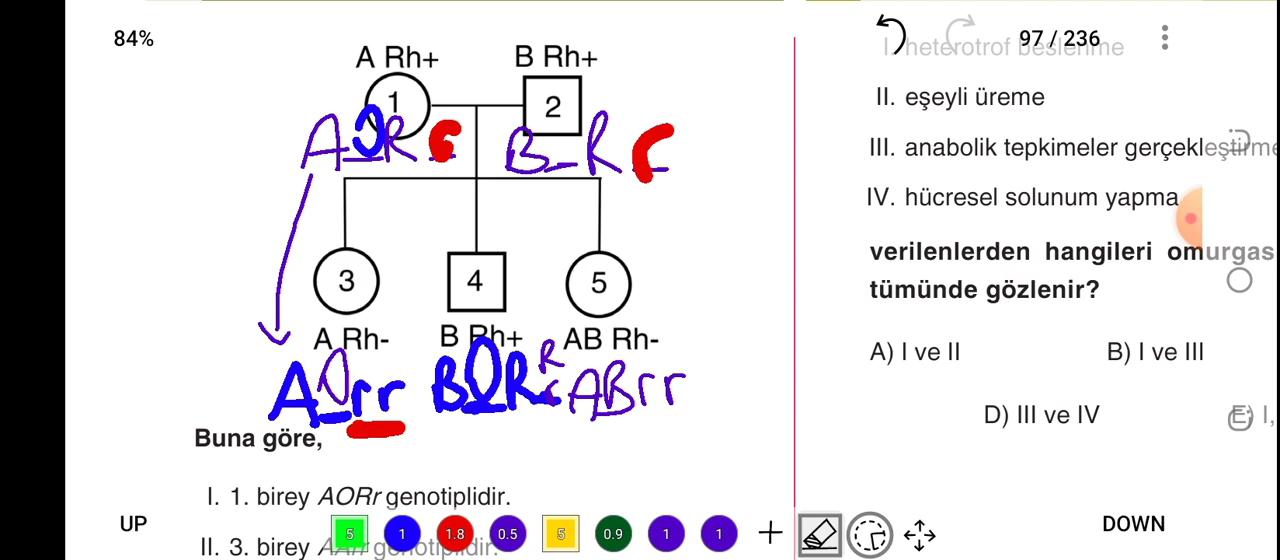 84%
A Rh+ B Rh+
1 2
AORr B_Rr
3 4 5
A Rh- B Rh+ AB Rh-
AOrr BORr R ABrr
Buna göre,
I. 1. birey AORr genotiplidir.
II. 3. birey AArr genotiplidir.
UP
5 1 1.8 0.5 5 0.9 1 1
97 / 236
I. heterotrof beslenme
II. eşeyli üreme
III. anabolik tepkimeler gerçekleştirme
IV. hücresel solunum yapma
verilenlerden hangileri omurgas
tümünde gözlenir?
A) I ve II B) I ve III
D) III ve IV E) I,
DOWN